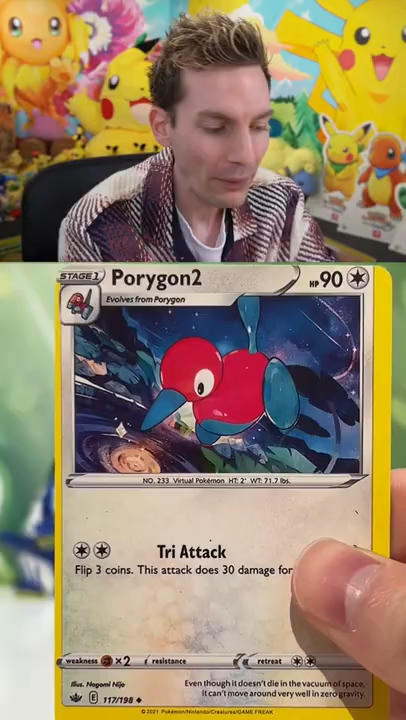 STAGE 1 Porygon2 HP 90
Evolves from Porygon
NO. 233 Virtual Pokémon HT: 2' WT: 71.7 lbs.
Tri Attack
Flip 3 coins. This attack does 30 damage for
weakness ×2 resistance retreat
Illus. Nagomi Nijo
Even though it doesn't die in the vacuum of space,
It can't move around very well in zero gravity.
E 117/198
© 2021 Pokémon/Nintendo/Creatures/GAME FREAK